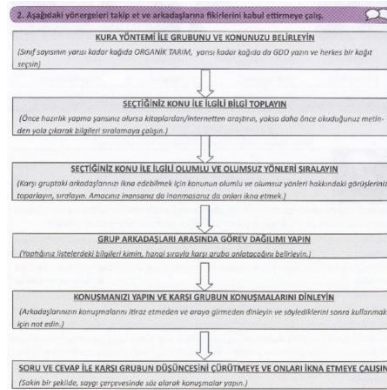 2. Aşağıdaki yönergeleri takip et ve arkadaşlarına fikirlerini kabul ettirmeye çalış.
KURA YÖNTEMİ İLE GRUBUNU VE KONUNUZU BELİRLEYİN
(Sınıf sayısının yarısı kadar kağıda ORGANİK TARIM, yarısı kadar kağıda da GDO yazın ve herkes bir kağıt
seçsin)
SEÇTİĞİNİZ KONU İLE İLGİLİ BİLGİ TOPLAYIN
(Önce hazırlık yapma şansınız olursa kitaplardan/internetten araştırın, yoksa daha önce okuduğunuz metin-
den yola çıkarak bilgileri sıralamaya çalışın.)
SEÇTİĞİNİZ KONU İLE İLGİLİ OLUMLU VE OLUMSUZ YÖNLERİ SIRALAYIN
(Karşı gruptaki arkadaşlarınızı ikna edebilmek için konunun olumlu ve olumsuz yönleri hakkındaki görüşlerinizi
toparlayın, sıralayın. Amacınız inansanız da inanmasanız da onları ikna etmek.)
GRUP ARKADAŞLARI ARASINDA GÖREV DAĞILIMI YAPIN
(Yaptığınız listelerdeki bilgileri kimin, hangi sırayla karşı gruba anlatacağını belirleyin.)
KONUŞMANIZI YAPIN VE KARŞI GRUBUN KONUŞMALARINI DİNLEYİN
(Arkadaşlarınızın konuşmalarını itiraz etmeden ve araya girmeden dinleyin ve söylediklerini sonra kullanmak
için not edin.)
SORU VE CEVAP İLE KARŞI GRUBUN DÜŞÜNCESİNİ ÇÜRÜTMEYE VE ONLARI İKNA ETMEYE ÇALIŞIN
(Sakin bir şekilde, saygı çerçevesinde söz alarak konuşmalar yapın.)